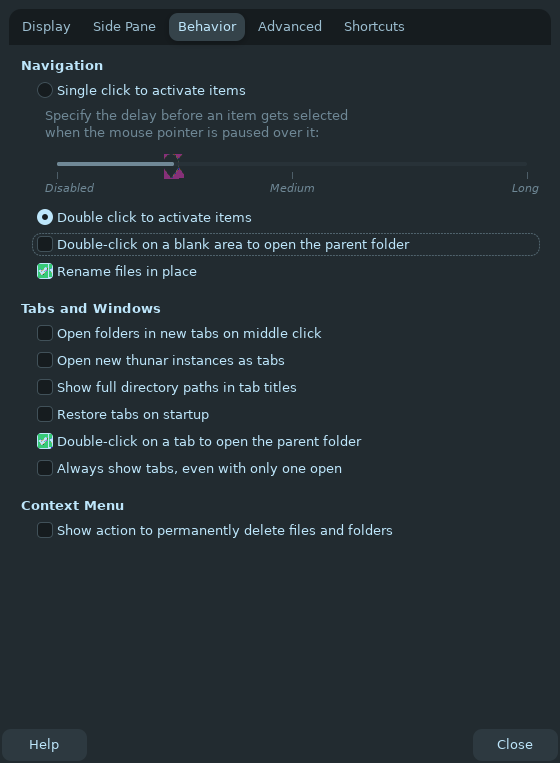 Display Side Pane Behavior Advanced Shortcuts
Navigation
Single click to activate items
Specify the delay before an item gets selected
when the mouse pointer is paused over it:
Disabled Medium Long
Double click to activate items
Double-click on a blank area to open the parent folder
Rename files in place
Tabs and Windows
Open folders in new tabs on middle click
Open new thunar instances as tabs
Show full directory paths in tab titles
Restore tabs on startup
Double-click on a tab to open the parent folder
Always show tabs, even with only one open
Context Menu
Show action to permanently delete files and folders
Help Close